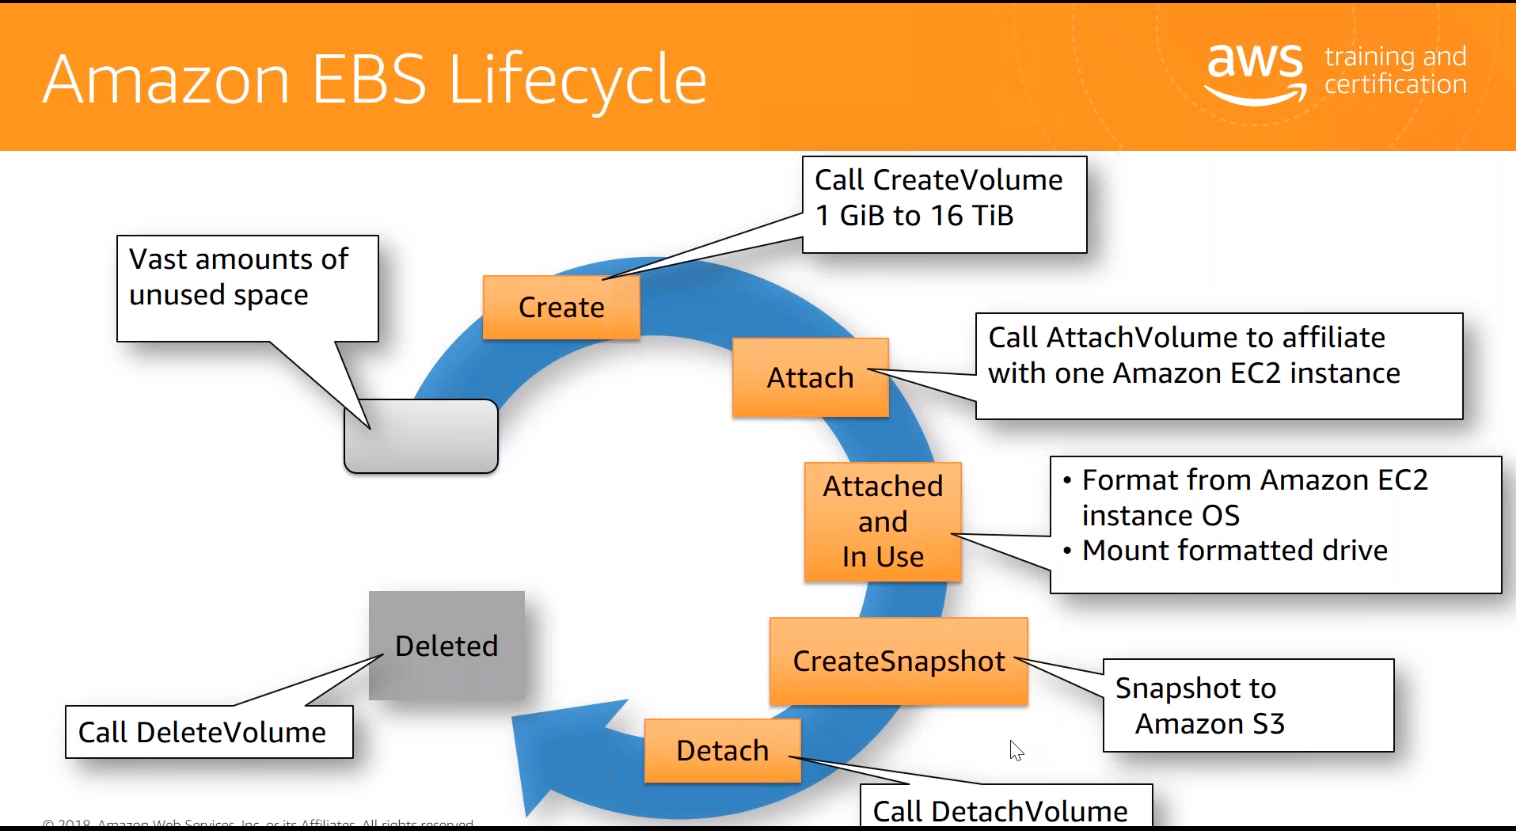 Amazon EBS Lifecycle
aws
training and
certification
Call CreateVolume
1 GiB to 16 TiB
Vast amounts of
unused space
Create
Call AttachVolume to affiliate
with one Amazon EC2 instance
Attach
• Format from Amazon EC2
instance OS
• Mount formatted drive
Attached
and
In Use
CreateSnapshot
Snapshot to
Amazon S3
Deleted
Call DeleteVolume
Detach
Call DetachVolume
© 2018, Amazon Web Services, Inc. or its Affiliates. All rights reserved.